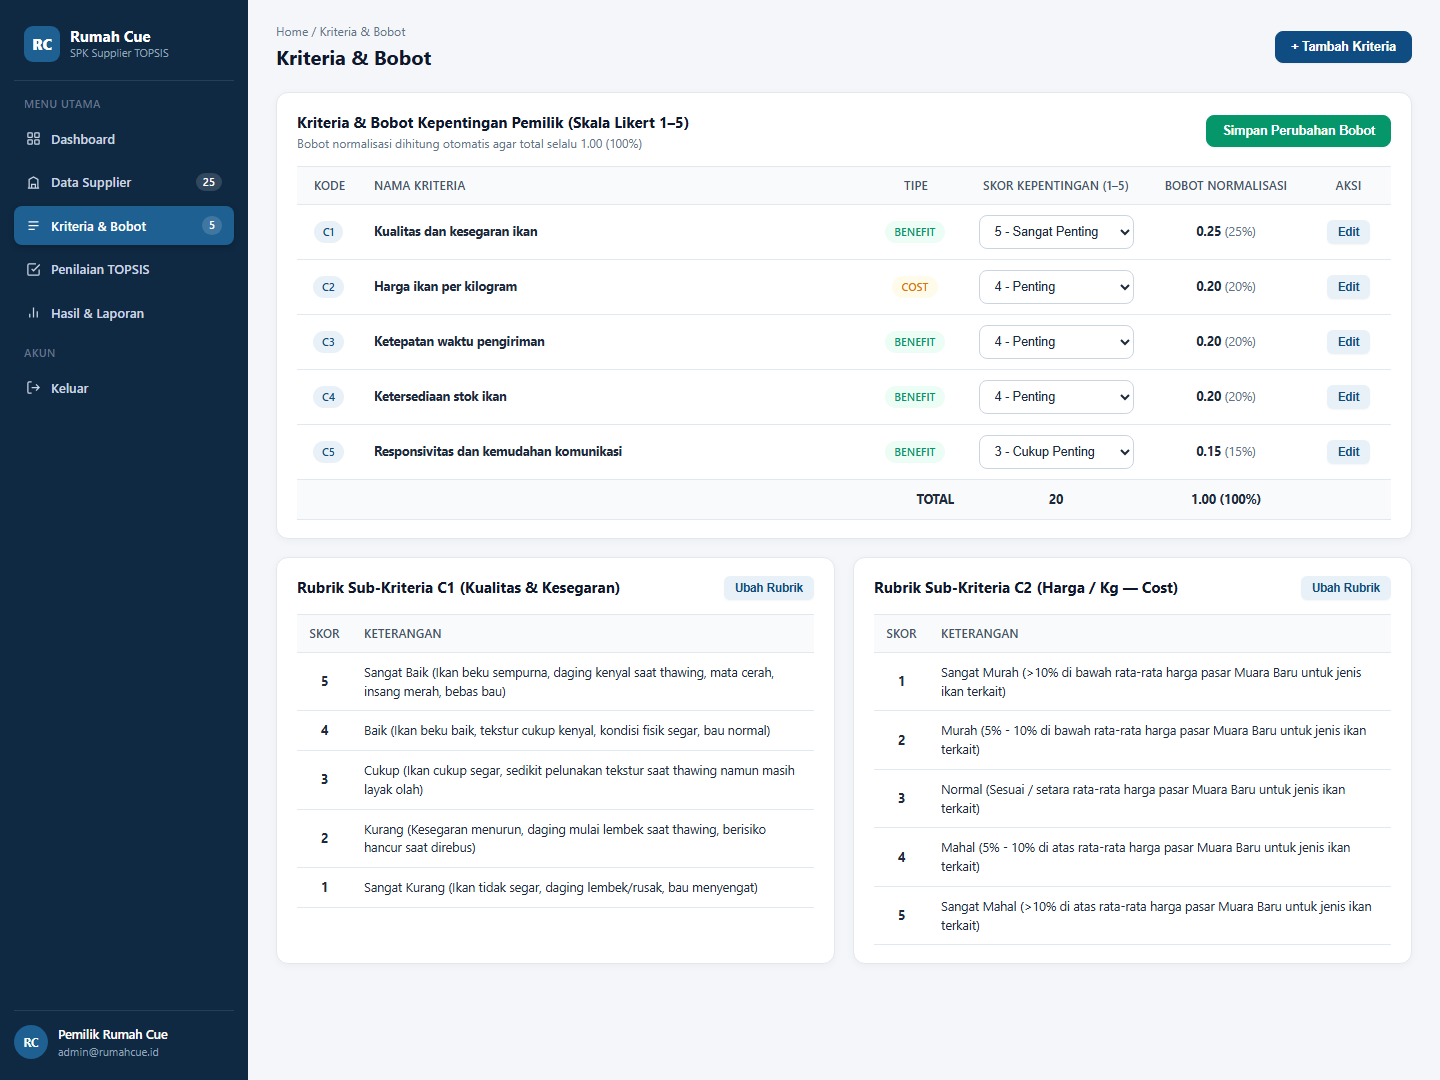 RC
Rumah Cue
SPK Supplier TOPSIS
MENU UTAMA
Dashboard
Data Supplier 25
Kriteria & Bobot 5
Penilaian TOPSIS
Hasil & Laporan
AKUN
Keluar
RC
Pemilik Rumah Cue
admin@rumahcue.id
Home / Kriteria & Bobot
Kriteria & Bobot
+ Tambah Kriteria
Kriteria & Bobot Kepentingan Pemilik (Skala Likert 1–5)
Bobot normalisasi dihitung otomatis agar total selalu 1.00 (100%)
Simpan Perubahan Bobot
KODE NAMA KRITERIA TIPE SKOR KEPENTINGAN (1–5) BOBOT NORMALISASI AKSI
C1 Kualitas dan kesegaran ikan BENEFIT 5 - Sangat Penting 0.25 (25%) Edit
C2 Harga ikan per kilogram COST 4 - Penting 0.20 (20%) Edit
C3 Ketepatan waktu pengiriman BENEFIT 4 - Penting 0.20 (20%) Edit
C4 Ketersediaan stok ikan BENEFIT 4 - Penting 0.20 (20%) Edit
C5 Responsivitas dan kemudahan komunikasi BENEFIT 3 - Cukup Penting 0.15 (15%) Edit
TOTAL 20 1.00 (100%)
Rubrik Sub-Kriteria C1 (Kualitas & Kesegaran)
Ubah Rubrik
SKOR KETERANGAN
5 Sangat Baik (Ikan beku sempurna, daging kenyal saat thawing, mata cerah,
insang merah, bebas bau)
4 Baik (Ikan beku baik, tekstur cukup kenyal, kondisi fisik segar, bau normal)
3 Cukup (Ikan cukup segar, sedikit pelunakan tekstur saat thawing namun masih
layak olah)
2 Kurang (Kesegaran menurun, daging mulai lembek saat thawing, berisiko
hancur saat direbus)
1 Sangat Kurang (Ikan tidak segar, daging lembek/rusak, bau menyengat)
Rubrik Sub-Kriteria C2 (Harga / Kg — Cost)
Ubah Rubrik
SKOR KETERANGAN
1 Sangat Murah (>10% di bawah rata-rata harga pasar Muara Baru untuk jenis
ikan terkait)
2 Murah (5% - 10% di bawah rata-rata harga pasar Muara Baru untuk jenis ikan
terkait)
3 Normal (Sesuai / setara rata-rata harga pasar Muara Baru untuk jenis ikan
terkait)
4 Mahal (5% - 10% di atas rata-rata harga pasar Muara Baru untuk jenis ikan
terkait)
5 Sangat Mahal (>10% di atas rata-rata harga pasar Muara Baru untuk jenis ikan
terkait)